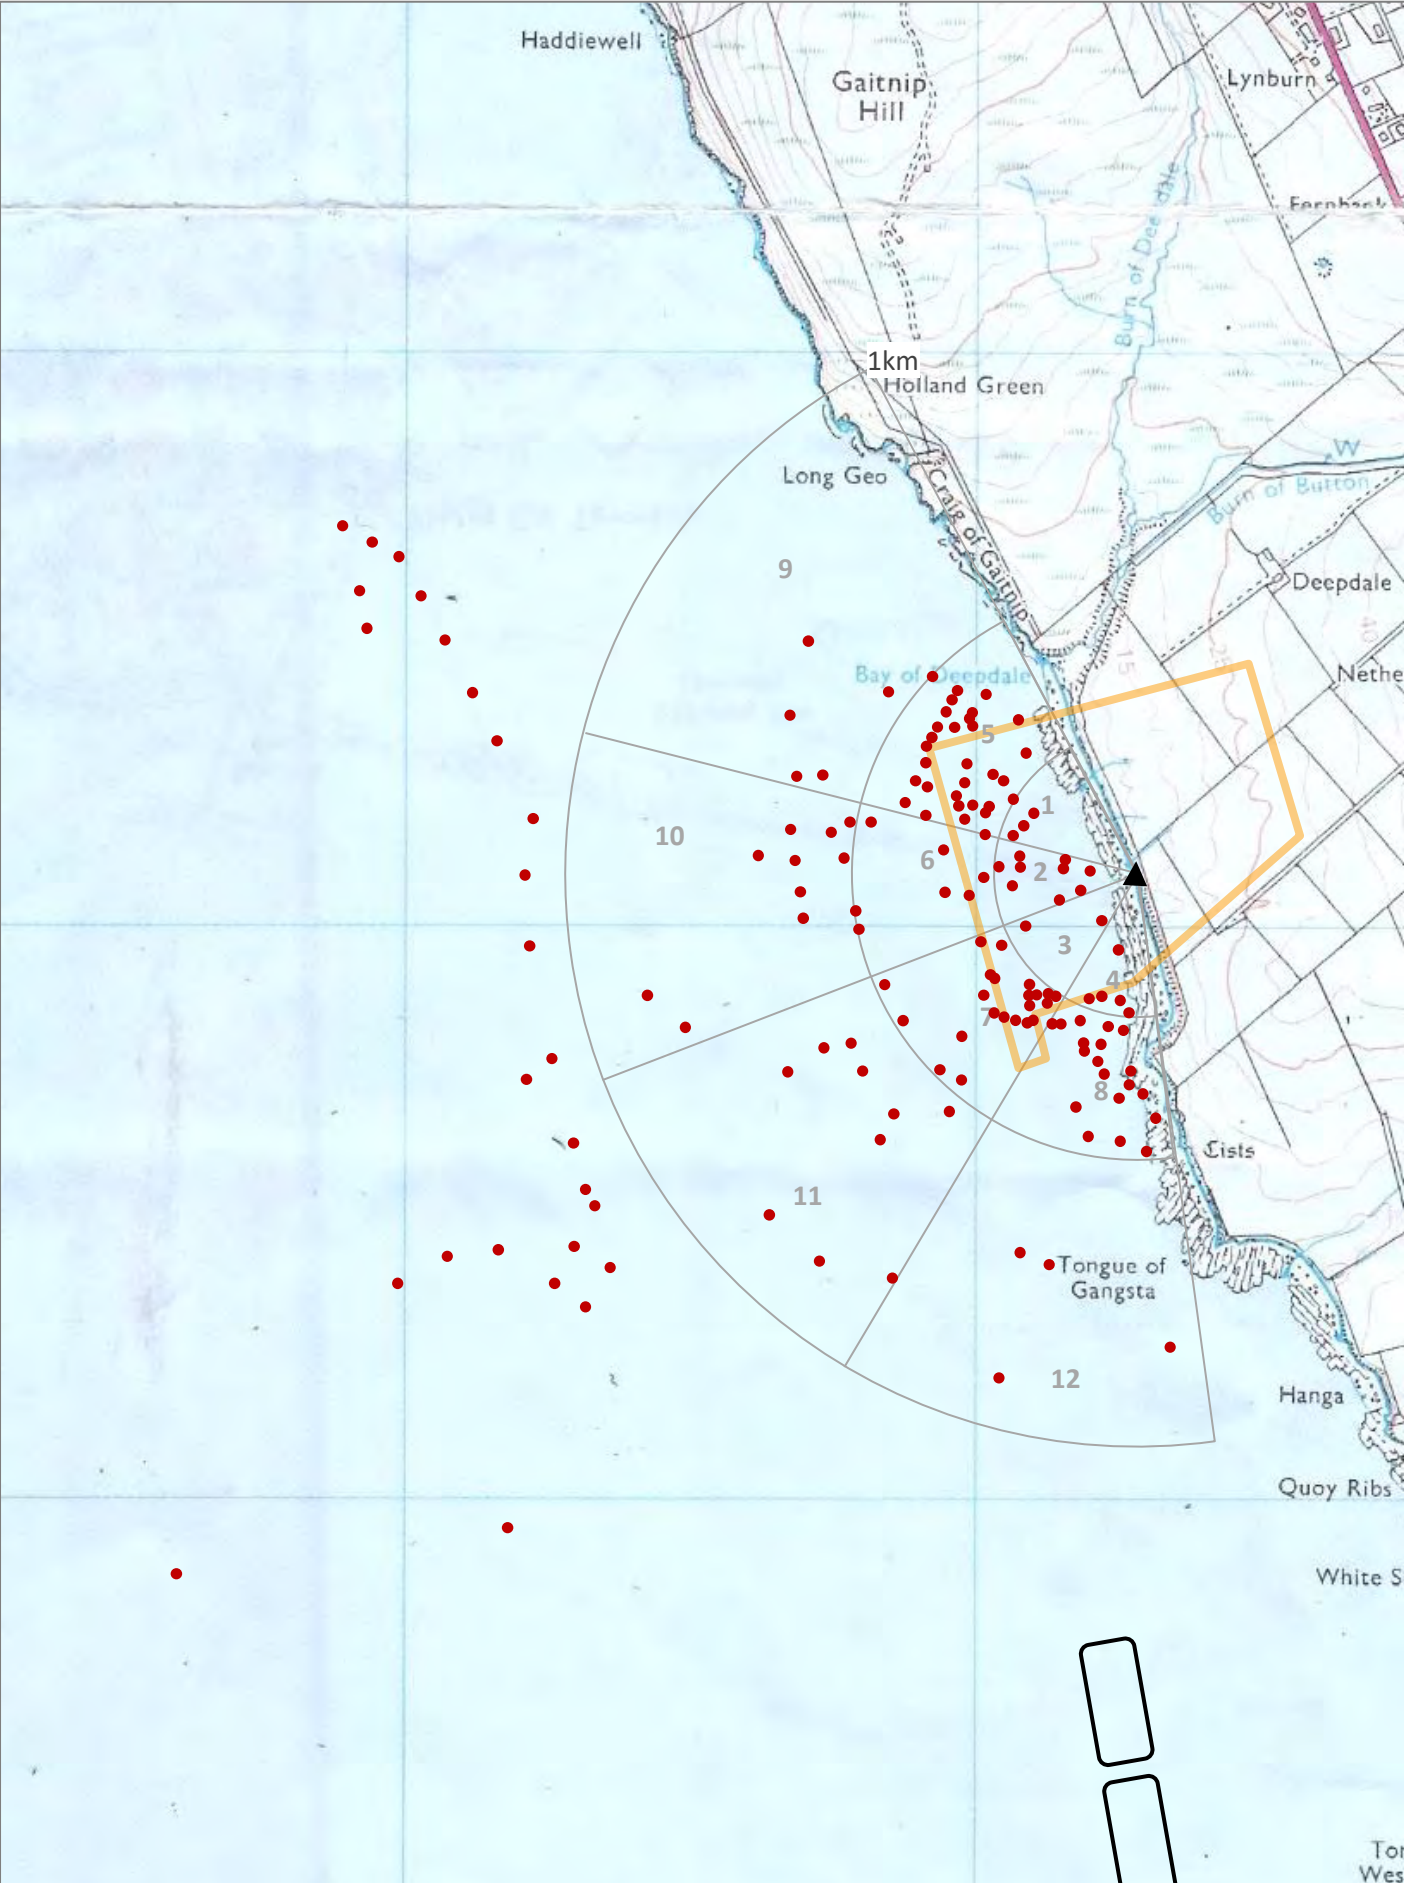 Haddiewell
Gaitnip
Hill
Lynburn
Burn of Deepdale
Fernbank
1km
Holland Green
W
Long Geo
Craig of Gaitnip
Burn of Button
9
Deepdale
40
15
Bay of Deepdale
Nethe
5
1
10
6
2
3
4
7
8
Cists
11
Tongue of
Gangsta
12
Hanga
Quoy Ribs
White S
Tor
Wes